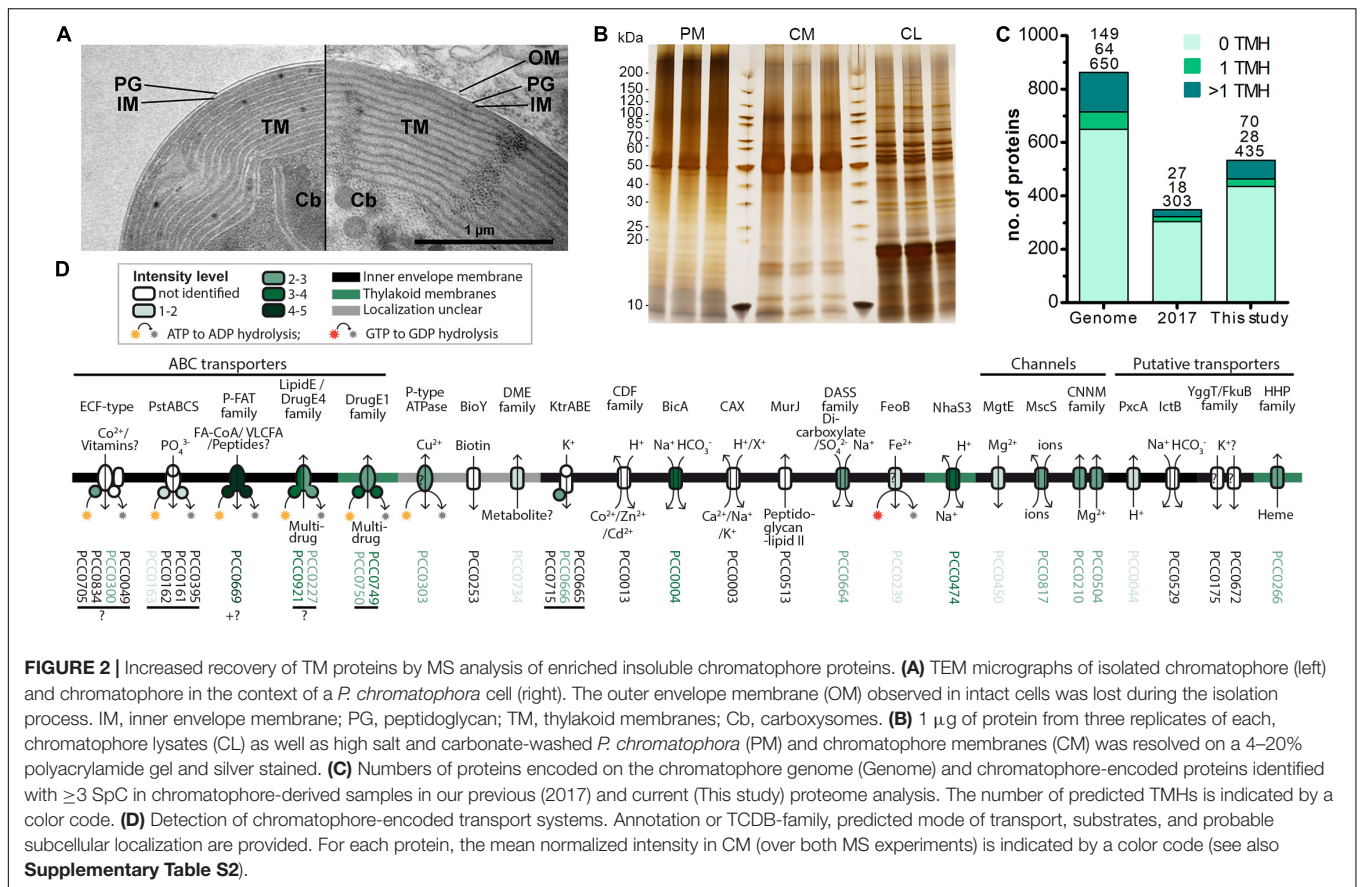 A
PG
IM
TM
Cb
OM
PG
IM
TM
Cb
1 µm
B
kDa PM CM CL
200
150
120
100
85
70
60
50
40
30
25
20
10
C
no. of proteins
1000
800
600
400
200
0
149
64
650
27
18
303
70
28
435
0 TMH
1 TMH
>1 TMH
Genome 2017 This study
D
Intensity level
not identified
1-2
2-3
3-4
4-5
Inner envelope membrane
Thylakoid membranes
Localization unclear
ATP to ADP hydrolysis;
GTP to GDP hydrolysis
ABC transporters
Channels
Putative transporters
ECF-type
PstABCS
P-FAT family
LipidE / DrugE4 family
DrugE1 family
P-type ATPase
BioY
DME family
KtrABE
CDF family
BicA
CAX
MurJ
DASS family
FeoB
NhaS3
MgtE
MscS
CNNM family
PxcA
IctB
YggT/FkuB family
HHP family
Co²⁺/ Vitamins?
PO₄³⁻
FA-CoA/ VLCFA /Peptides?
Cu²⁺
Biotin
K⁺
H⁺
Na⁺ HCO₃⁻
H⁺/X⁺
Di- carboxylate /SO₄²⁻ Na⁺
Fe²⁺
H⁺
Mg²⁺
ions
Na⁺ HCO₃⁻
K⁺?
?
?
? ?
Multi- drug
Multi- drug
Metabolite?
Co²⁺/Zn²⁺ /Cd²⁺
Ca²⁺/Na⁺ /K⁺
Peptido- glycan -lipid II
Na⁺
ions
Mg²⁺
H⁺
Heme
PCC0705
PCC0834
PCC0300
PCC0049
?
PCC0163
PCC0162
PCC0161
PCC0395
PCC0669
+?
PCC0921
PCC0227
?
PCC0750
PCC0749
PCC0303
PCC0253
PCC0734
PCC0715
PCC0666
PCC0665
PCC0013
PCC0004
PCC0003
PCC0513
PCC0664
PCC0239
PCC0474
PCC0450
PCC0817
PCC0210
PCC0504
PCC0044
PCC0529
PCC0175
PCC0672
PCC0266
FIGURE 2 | Increased recovery of TM proteins by MS analysis of enriched insoluble chromatophore proteins. (A) TEM micrographs of isolated chromatophore (left)
and chromatophore in the context of a P. chromatophora cell (right). The outer envelope membrane (OM) observed in intact cells was lost during the isolation
process. IM, inner envelope membrane; PG, peptidoglycan; TM, thylakoid membranes; Cb, carboxysomes. (B) 1 µg of protein from three replicates of each,
chromatophore lysates (CL) as well as high salt and carbonate-washed P. chromatophora (PM) and chromatophore membranes (CM) was resolved on a 4–20%
polyacrylamide gel and silver stained. (C) Numbers of proteins encoded on the chromatophore genome (Genome) and chromatophore-encoded proteins identified
with ≥3 SpC in chromatophore-derived samples in our previous (2017) and current (This study) proteome analysis. The number of predicted TMHs is indicated by a
color code. (D) Detection of chromatophore-encoded transport systems. Annotation or TCDB-family, predicted mode of transport, substrates, and probable
subcellular localization are provided. For each protein, the mean normalized intensity in CM (over both MS experiments) is indicated by a color code (see also
Supplementary Table S2).